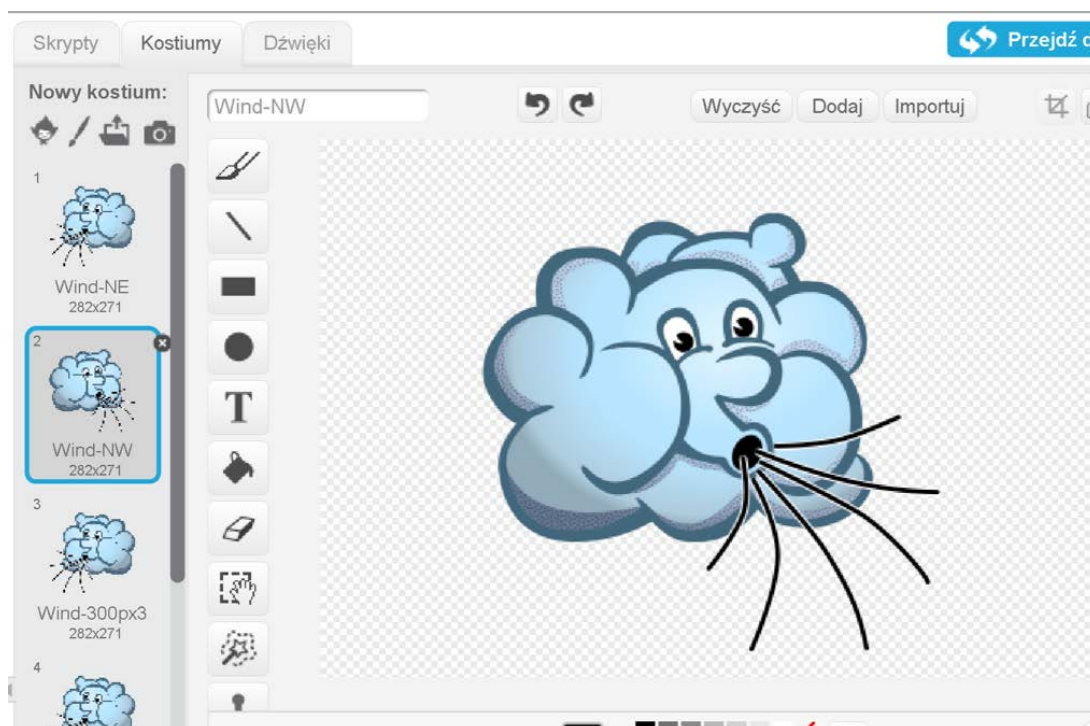 Skrypty Kostiumy Dźwięki
Przejdź
Nowy kostium:
Wind-NW
Wyczyść Dodaj Importuj
1
Wind-NE
282x271
2
Wind-NW
282x271
3
Wind-300px3
282x271
4
T